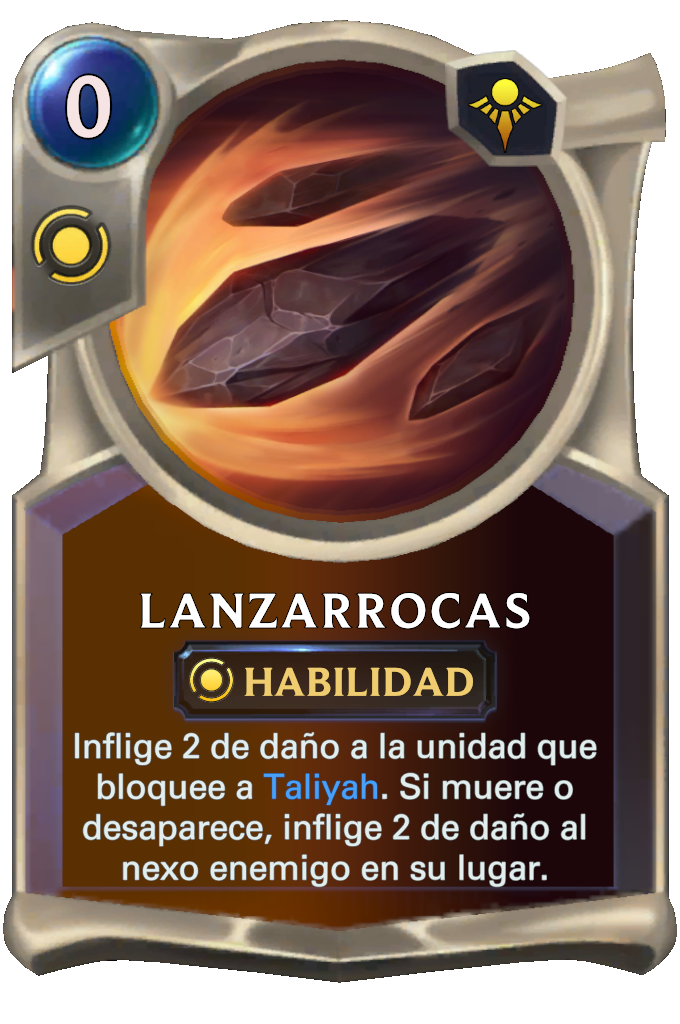 0
LANZARROCAS
HABILIDAD
Inflige 2 de daño a la unidad que
bloquee a Taliyah. Si muere o
desaparece, inflige 2 de daño al
nexo enemigo en su lugar.